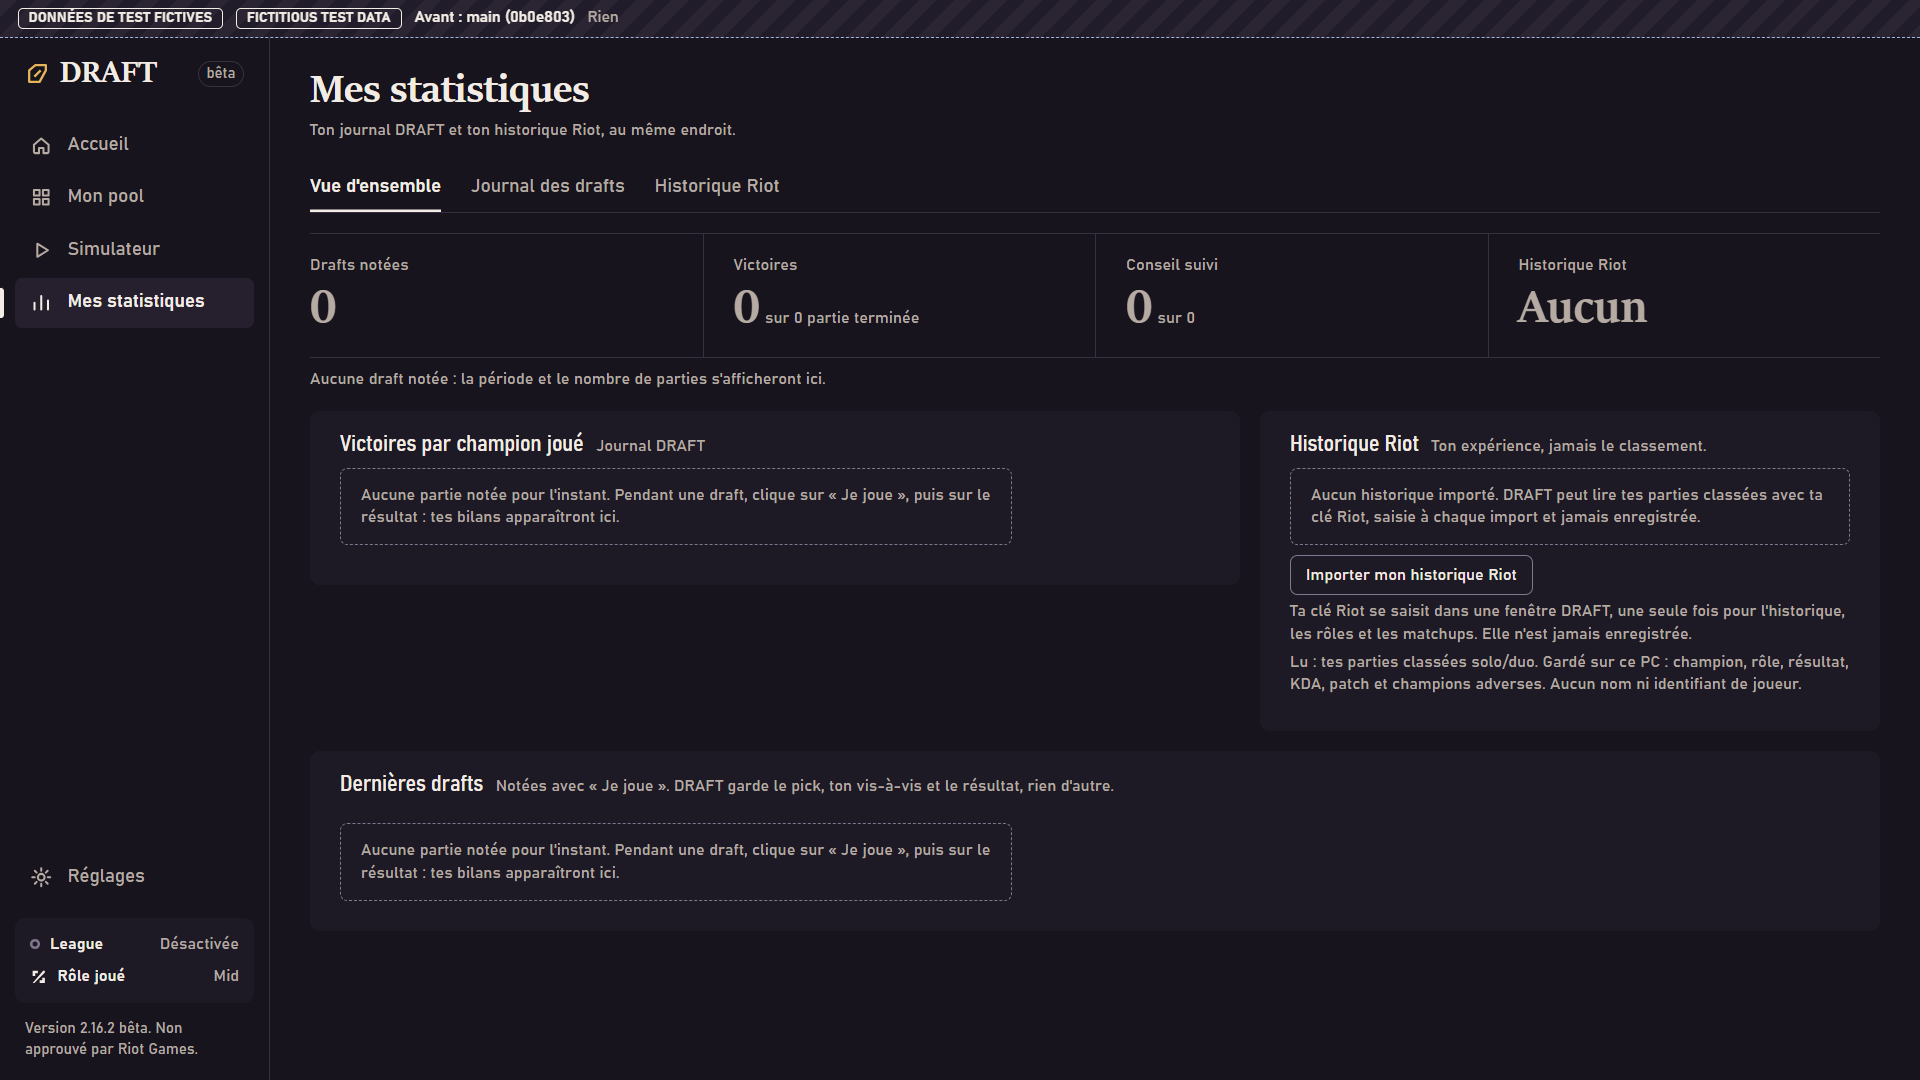 DONNÉES DE TEST FICTIVES FICTITIOUS TEST DATA Avant : main (0b0e803) Rien
DRAFT bêta
Accueil
Mon pool
Simulateur
Mes statistiques
Réglages
League Désactivée
Rôle joué Mid
Version 2.16.2 bêta. Non
approuvé par Riot Games.
Mes statistiques
Ton journal DRAFT et ton historique Riot, au même endroit.
Vue d'ensemble Journal des drafts Historique Riot
Drafts notées
0
Victoires
0 sur 0 partie terminée
Conseil suivi
0 sur 0
Historique Riot
Aucun
Aucune draft notée : la période et le nombre de parties s'afficheront ici.
Victoires par champion joué Journal DRAFT
Aucune partie notée pour l'instant. Pendant une draft, clique sur « Je joue », puis sur le
résultat : tes bilans apparaîtront ici.
Historique Riot Ton expérience, jamais le classement.
Aucun historique importé. DRAFT peut lire tes parties classées avec ta
clé Riot, saisie à chaque import et jamais enregistrée.
Importer mon historique Riot
Ta clé Riot se saisit dans une fenêtre DRAFT, une seule fois pour l'historique,
les rôles et les matchups. Elle n'est jamais enregistrée.
Lu : tes parties classées solo/duo. Gardé sur ce PC : champion, rôle, résultat,
KDA, patch et champions adverses. Aucun nom ni identifiant de joueur.
Dernières drafts Notées avec « Je joue ». DRAFT garde le pick, ton vis-à-vis et le résultat, rien d'autre.
Aucune partie notée pour l'instant. Pendant une draft, clique sur « Je joue », puis sur le
résultat : tes bilans apparaîtront ici.